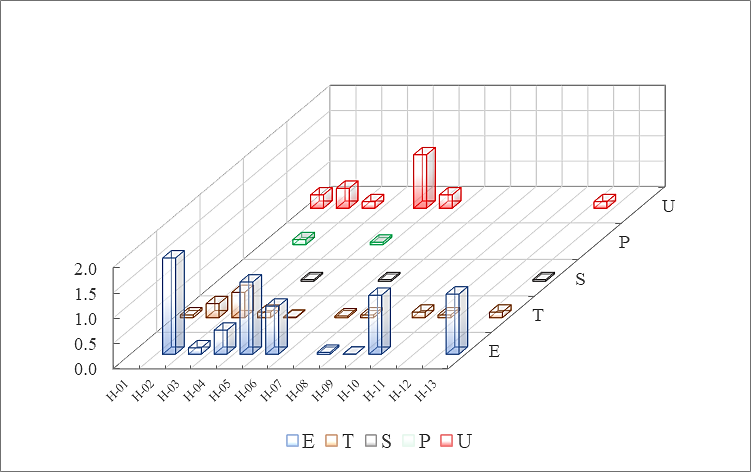 2.0
1.5
1.0
0.5
0.0
H-01
H-02
H-03
H-04
H-05
H-06
H-07
H-08
H-09
H-10
H-11
H-12
H-13
E
T
S
P
U
E T S P U